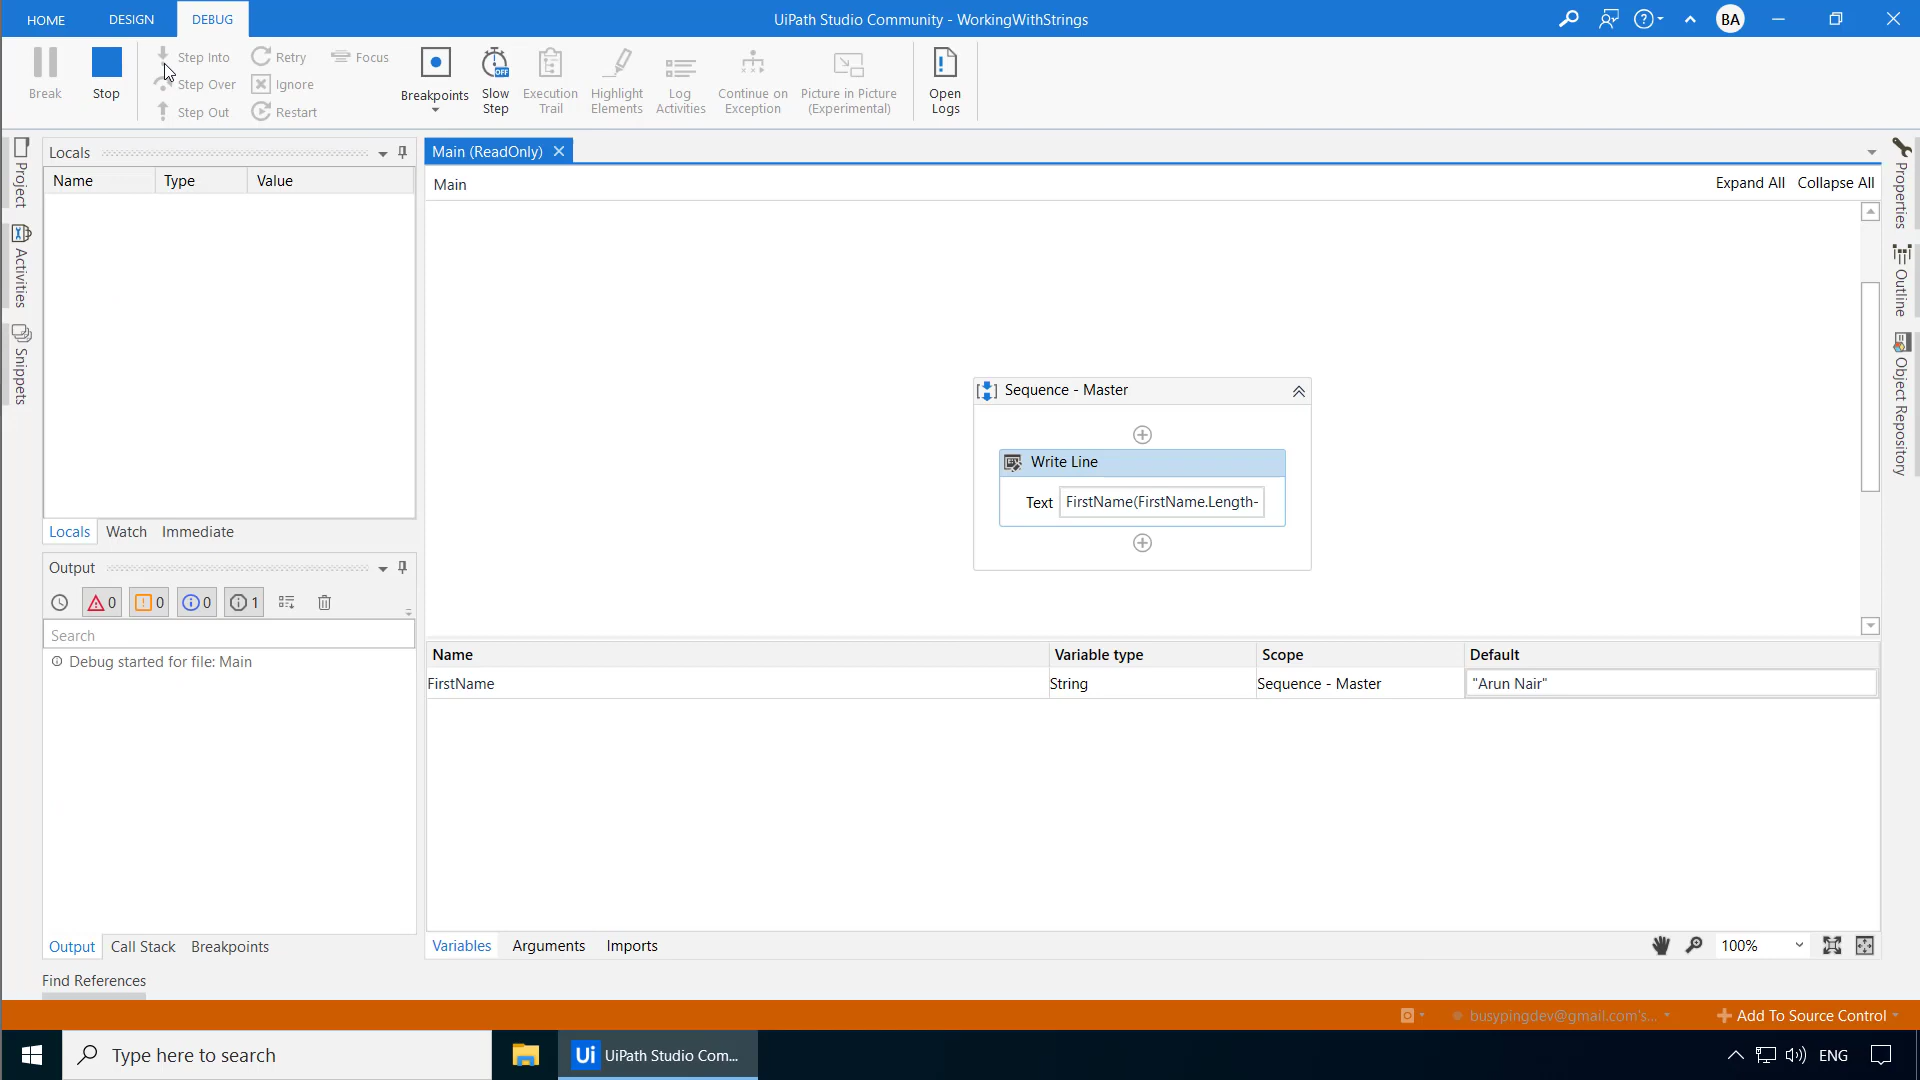 HOME DESIGN DEBUG UiPath Studio Community - WorkingWithStrings BA
Break Stop Step Into Step Over Step Out Retry Ignore Restart Focus Breakpoints Slow Step Execution Trail Highlight Elements Log Activities Continue on Exception Picture in Picture (Experimental) Open Logs
OFF
Project
Activities
Snippets
Locals
Name Type Value
Locals Watch Immediate
Output
0 0 0 1
Search
Debug started for file: Main
Output Call Stack Breakpoints
Find References
Main (ReadOnly)
Main Expand All Collapse All
Sequence - Master
Write Line
Text FirstName(FirstName.Length-
Name Variable type Scope Default
FirstName String Sequence - Master "Arun Nair"
Variables Arguments Imports 100%
Properties
Outline
Object Repository
busypingdev@gmail.com's... Add To Source Control
Type here to search Ui UiPath Studio Com... ENG